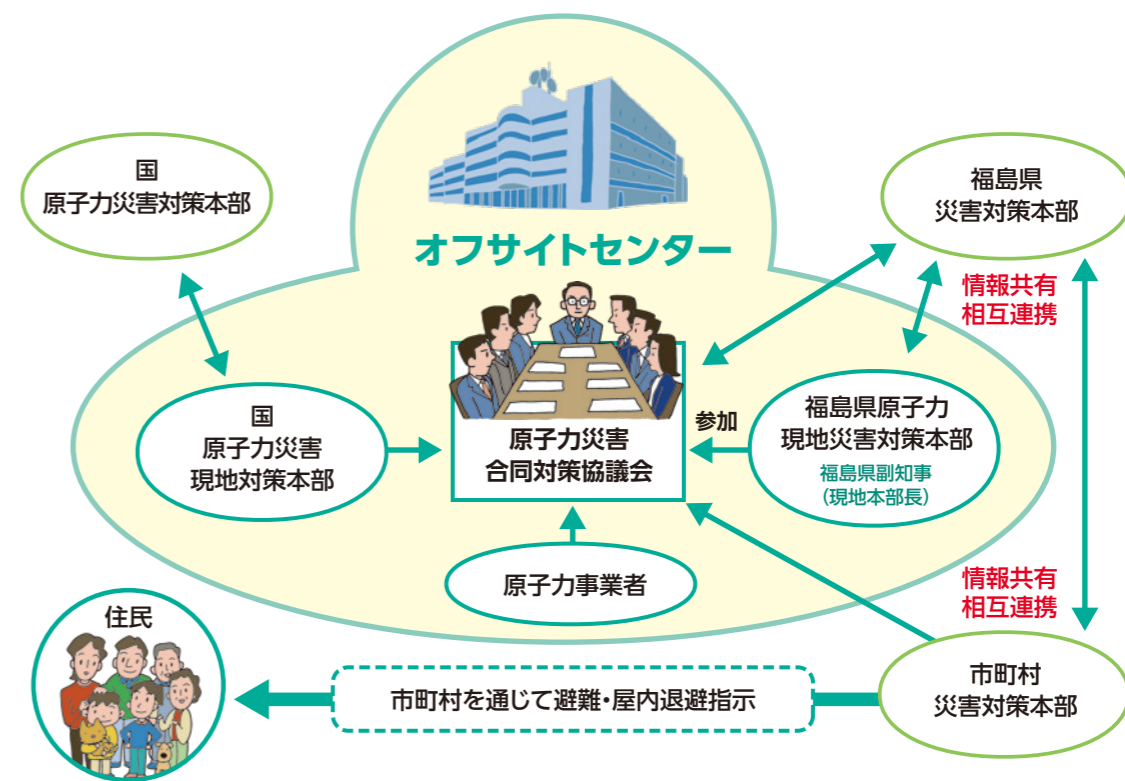 オフサイトセンター
国
原子力災害対策本部
福島県
災害対策本部
情報共有
相互連携
国
原子力災害
現地対策本部
原子力災害
合同対策協議会
参加
福島県原子力
現地災害対策本部
福島県副知事
(現地本部長)
原子力事業者
情報共有
相互連携
住民
市町村を通じて避難・屋内退避指示
市町村
災害対策本部